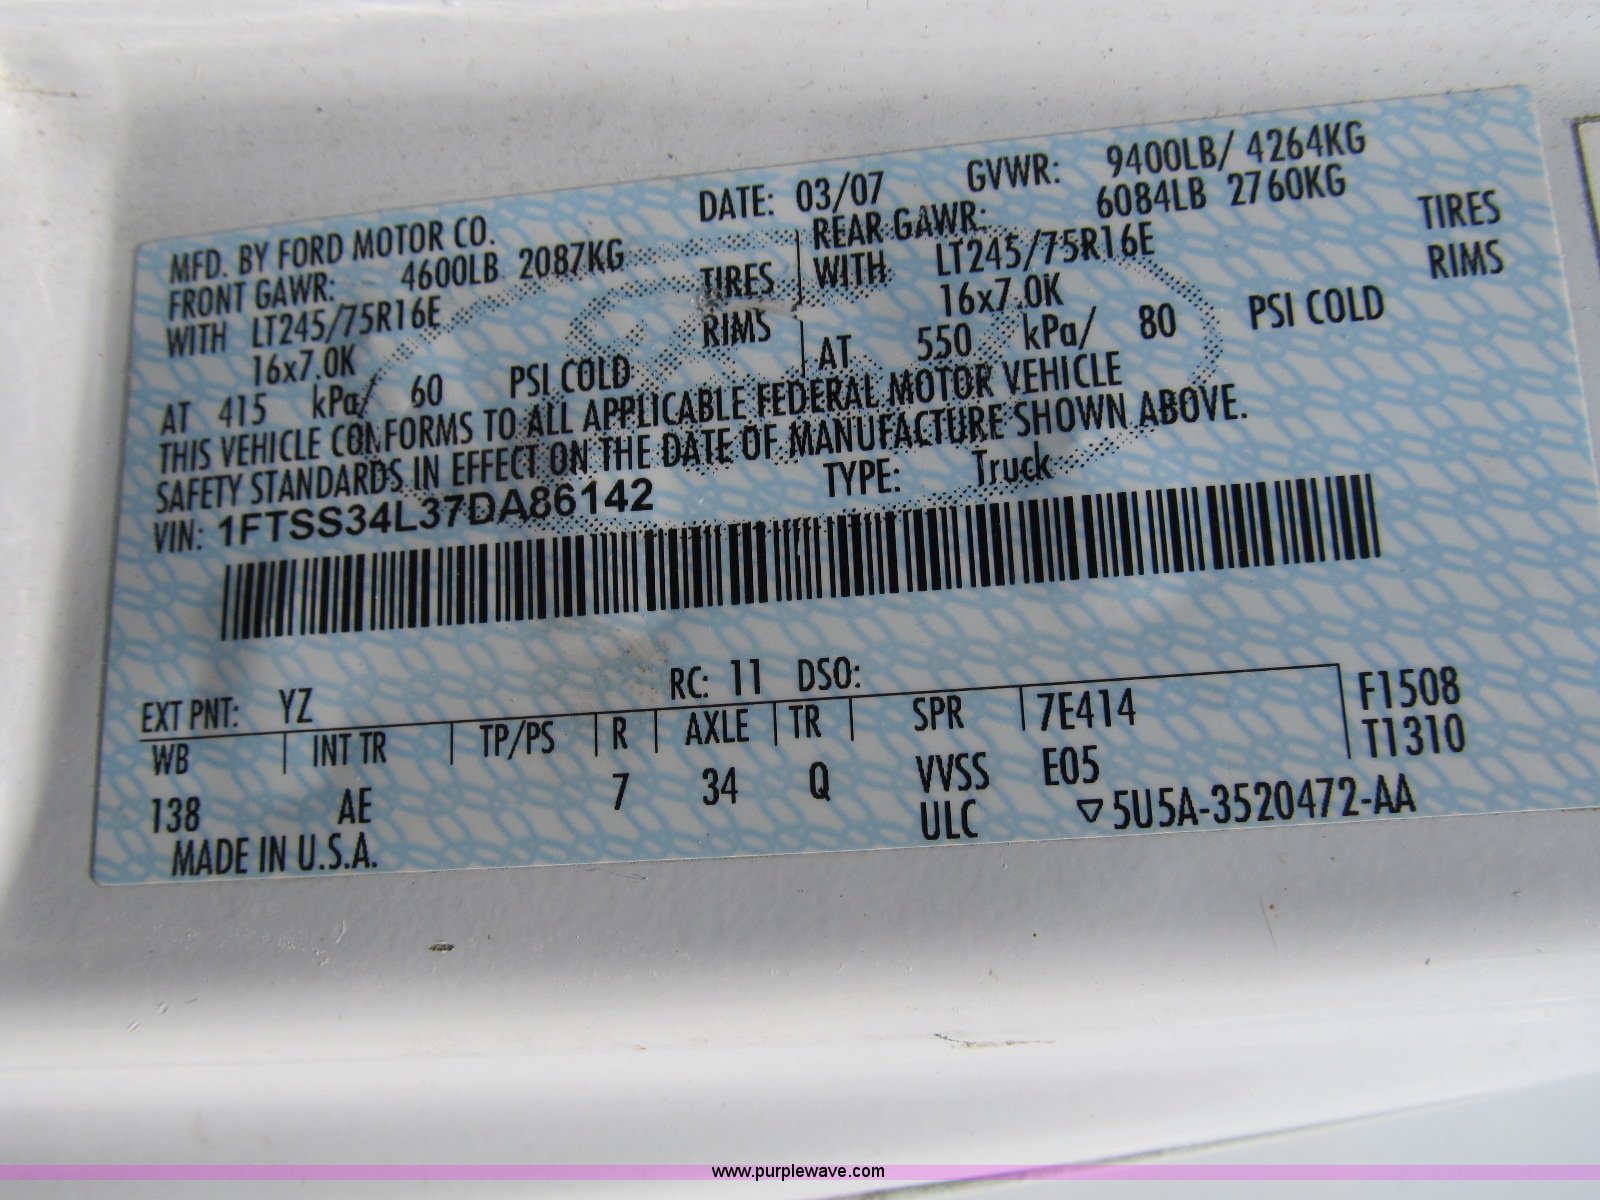 MFD. BY FORD MOTOR CO. DATE: 03/07 GVWR: 9400LB/ 4264KG
FRONT GAWR: 4600LB 2087KG REAR GAWR: 6084LB 2760KG
WITH LT245/75R16E TIRES WITH LT245/75R16E TIRES
16x7.0K RIMS 16x7.0K RIMS
AT 415 kPa/ 60 PSI COLD AT 550 kPa/ 80 PSI COLD
THIS VEHICLE CONFORMS TO ALL APPLICABLE FEDERAL MOTOR VEHICLE
SAFETY STANDARDS IN EFFECT ON THE DATE OF MANUFACTURE SHOWN ABOVE.
VIN: 1FTSS34L37DA86142 TYPE: Truck
EXT PNT: YZ RC: 11 DSO:
WB INT TR TP/PS R AXLE TR SPR 7E414 F1508
138 AE 7 34 Q VVSS E05 T1310
MADE IN U.S.A. ULC ▽5U5A-3520472-AA
www.purplewave.com